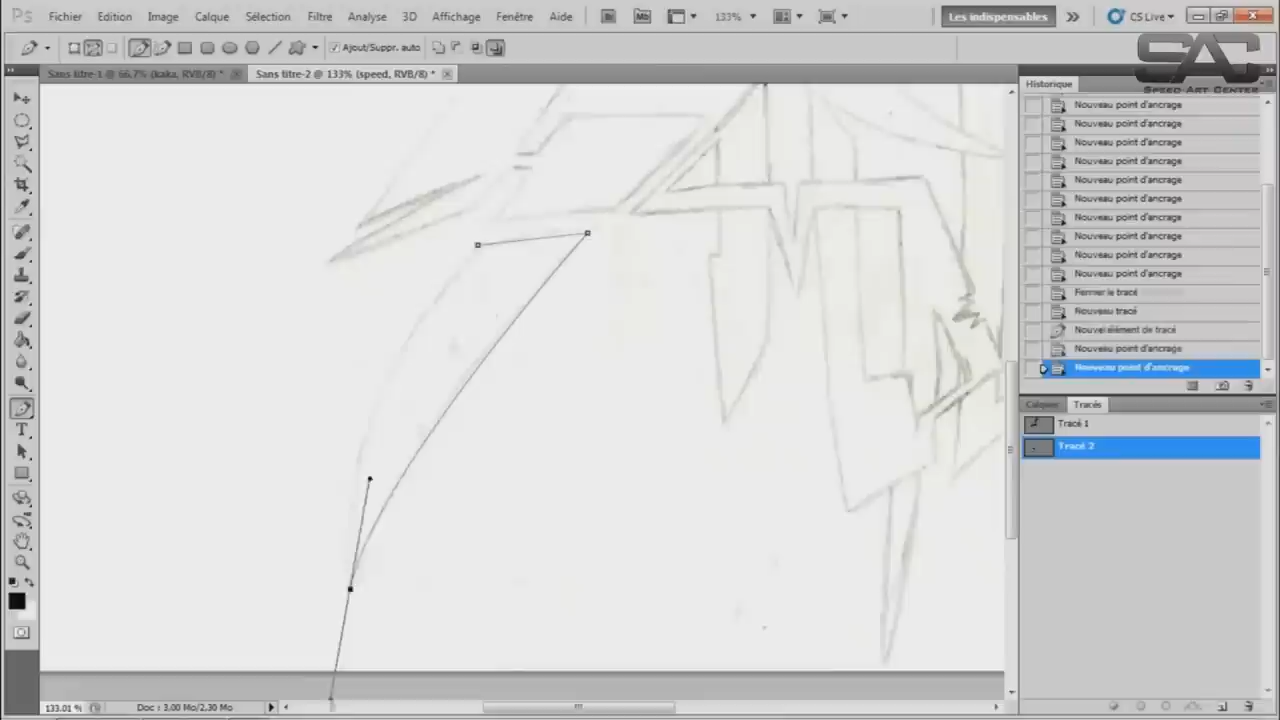 Ps Fichier Edition Image Calque Sélection Filtre Analyse 3D Affichage Fenêtre Aide Br Mb 133% Les indispensables CS Live
Ajout/Suppr. auto
SAC
SPEED ART CENTER
Sans titre-1 @ 66,7% (kaka, RVB/8) * Sans titre-2 @ 133% (speed, RVB/8) *
Historique
Nouveau point d'ancrage
Nouveau point d'ancrage
Nouveau point d'ancrage
Nouveau point d'ancrage
Nouveau point d'ancrage
Nouveau point d'ancrage
Nouveau point d'ancrage
Nouveau point d'ancrage
Nouveau point d'ancrage
Nouveau point d'ancrage
Fermer le tracé
Nouveau tracé
Nouvel élément de tracé
Nouveau point d'ancrage
Nouveau point d'ancrage
Calques Tracés
Tracé 1
Tracé 2
133.01 % Doc : 3,00 Mo/2,30 Mo